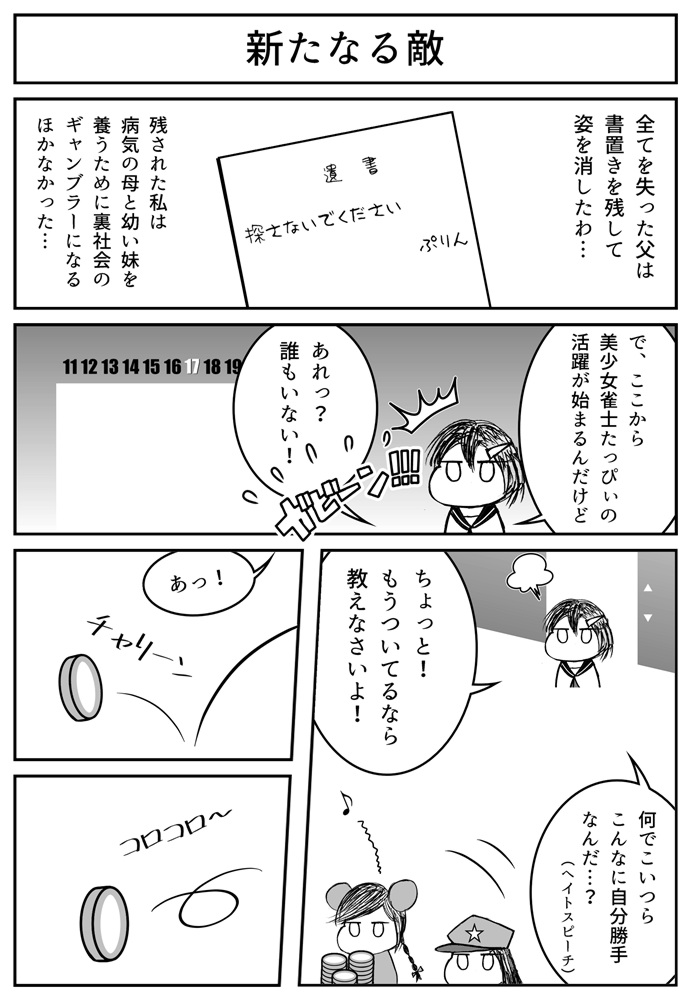 新たなる敵
全てを失った父は
書置きを残して
姿を消したわ…
遺書
探さないでください
ぷりん
残された私は
病気の母と幼い妹を
養うために裏社会の
ギャンブラーになる
ほかなかった…
で、ここから
美少女雀士たっぴぃの
活躍が始まるんだけど
あれっ?
誰もいない!
ガビーン!!!
11 12 13 14 15 16 17 18 19
ちょっと!
もうついてるなら
教えなさいよ!
何でこいつら
こんなに自分勝手
なんだ…?
(ヘイトスピーチ)
あっ!
チャリーン
コロコロ〜